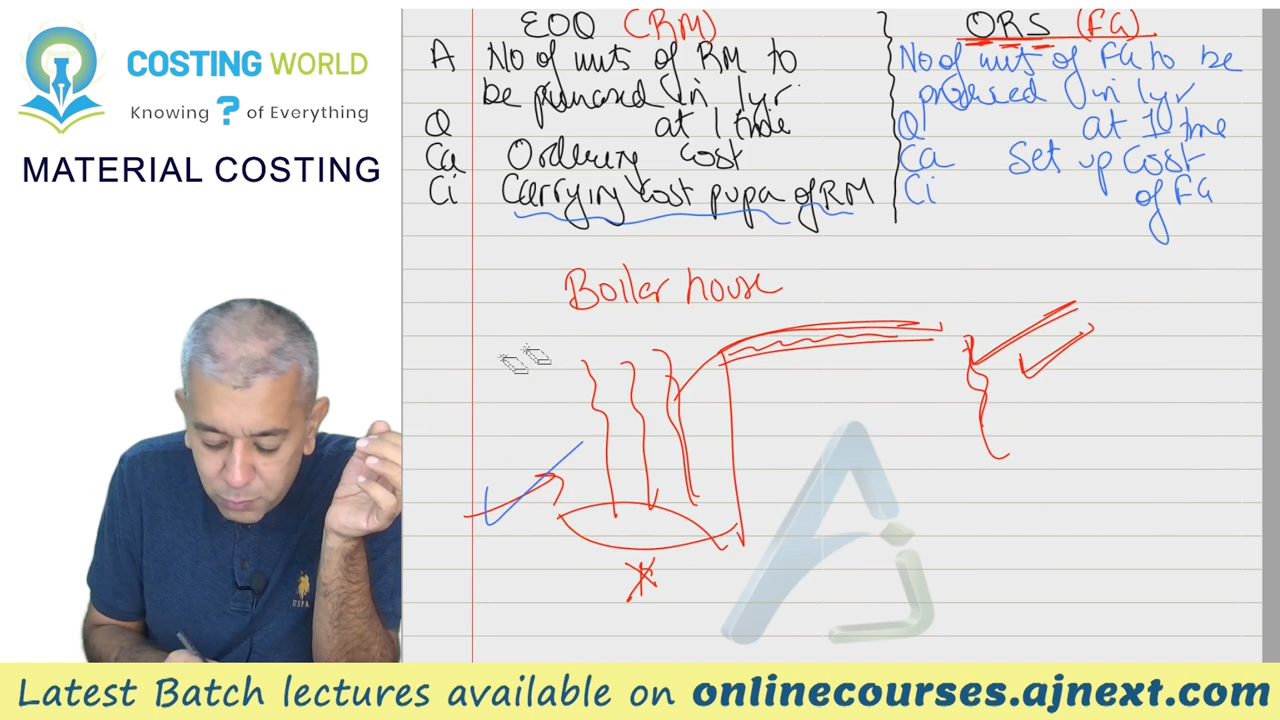 COSTING WORLD
Knowing ? of Everything
MATERIAL COSTING
EOQ (RM)
A No of units of RM to
be purchased in 1yr
Q at 1 time
Ca Ordering cost
Ci Carrying cost pupa of RM
ORS (FG)
No of units of FG to be
produced in 1yr
Q at 1 time
Ca Set up cost
Ci of FG
Boilar house
Latest Batch lectures available on onlinecourses.ajnext.com